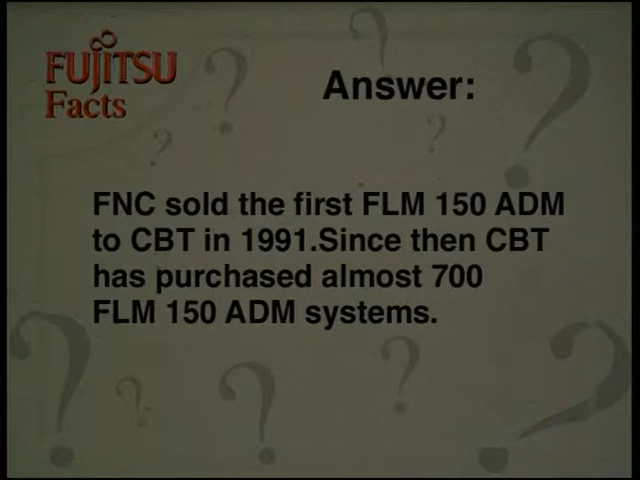 FUJITSU
Facts
Answer:
FNC sold the first FLM 150 ADM
to CBT in 1991.Since then CBT
has purchased almost 700
FLM 150 ADM systems.